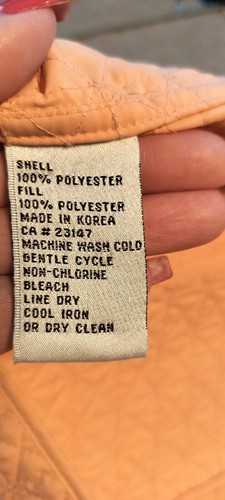 SHELL
100% POLYESTER
FILL
100% POLYESTER
MADE IN KOREA
CA # 23147
MACHINE WASH COLD
GENTLE CYCLE
NON-CHLORINE
BLEACH
LINE DRY
COOL IRON
OR DRY CLEAN